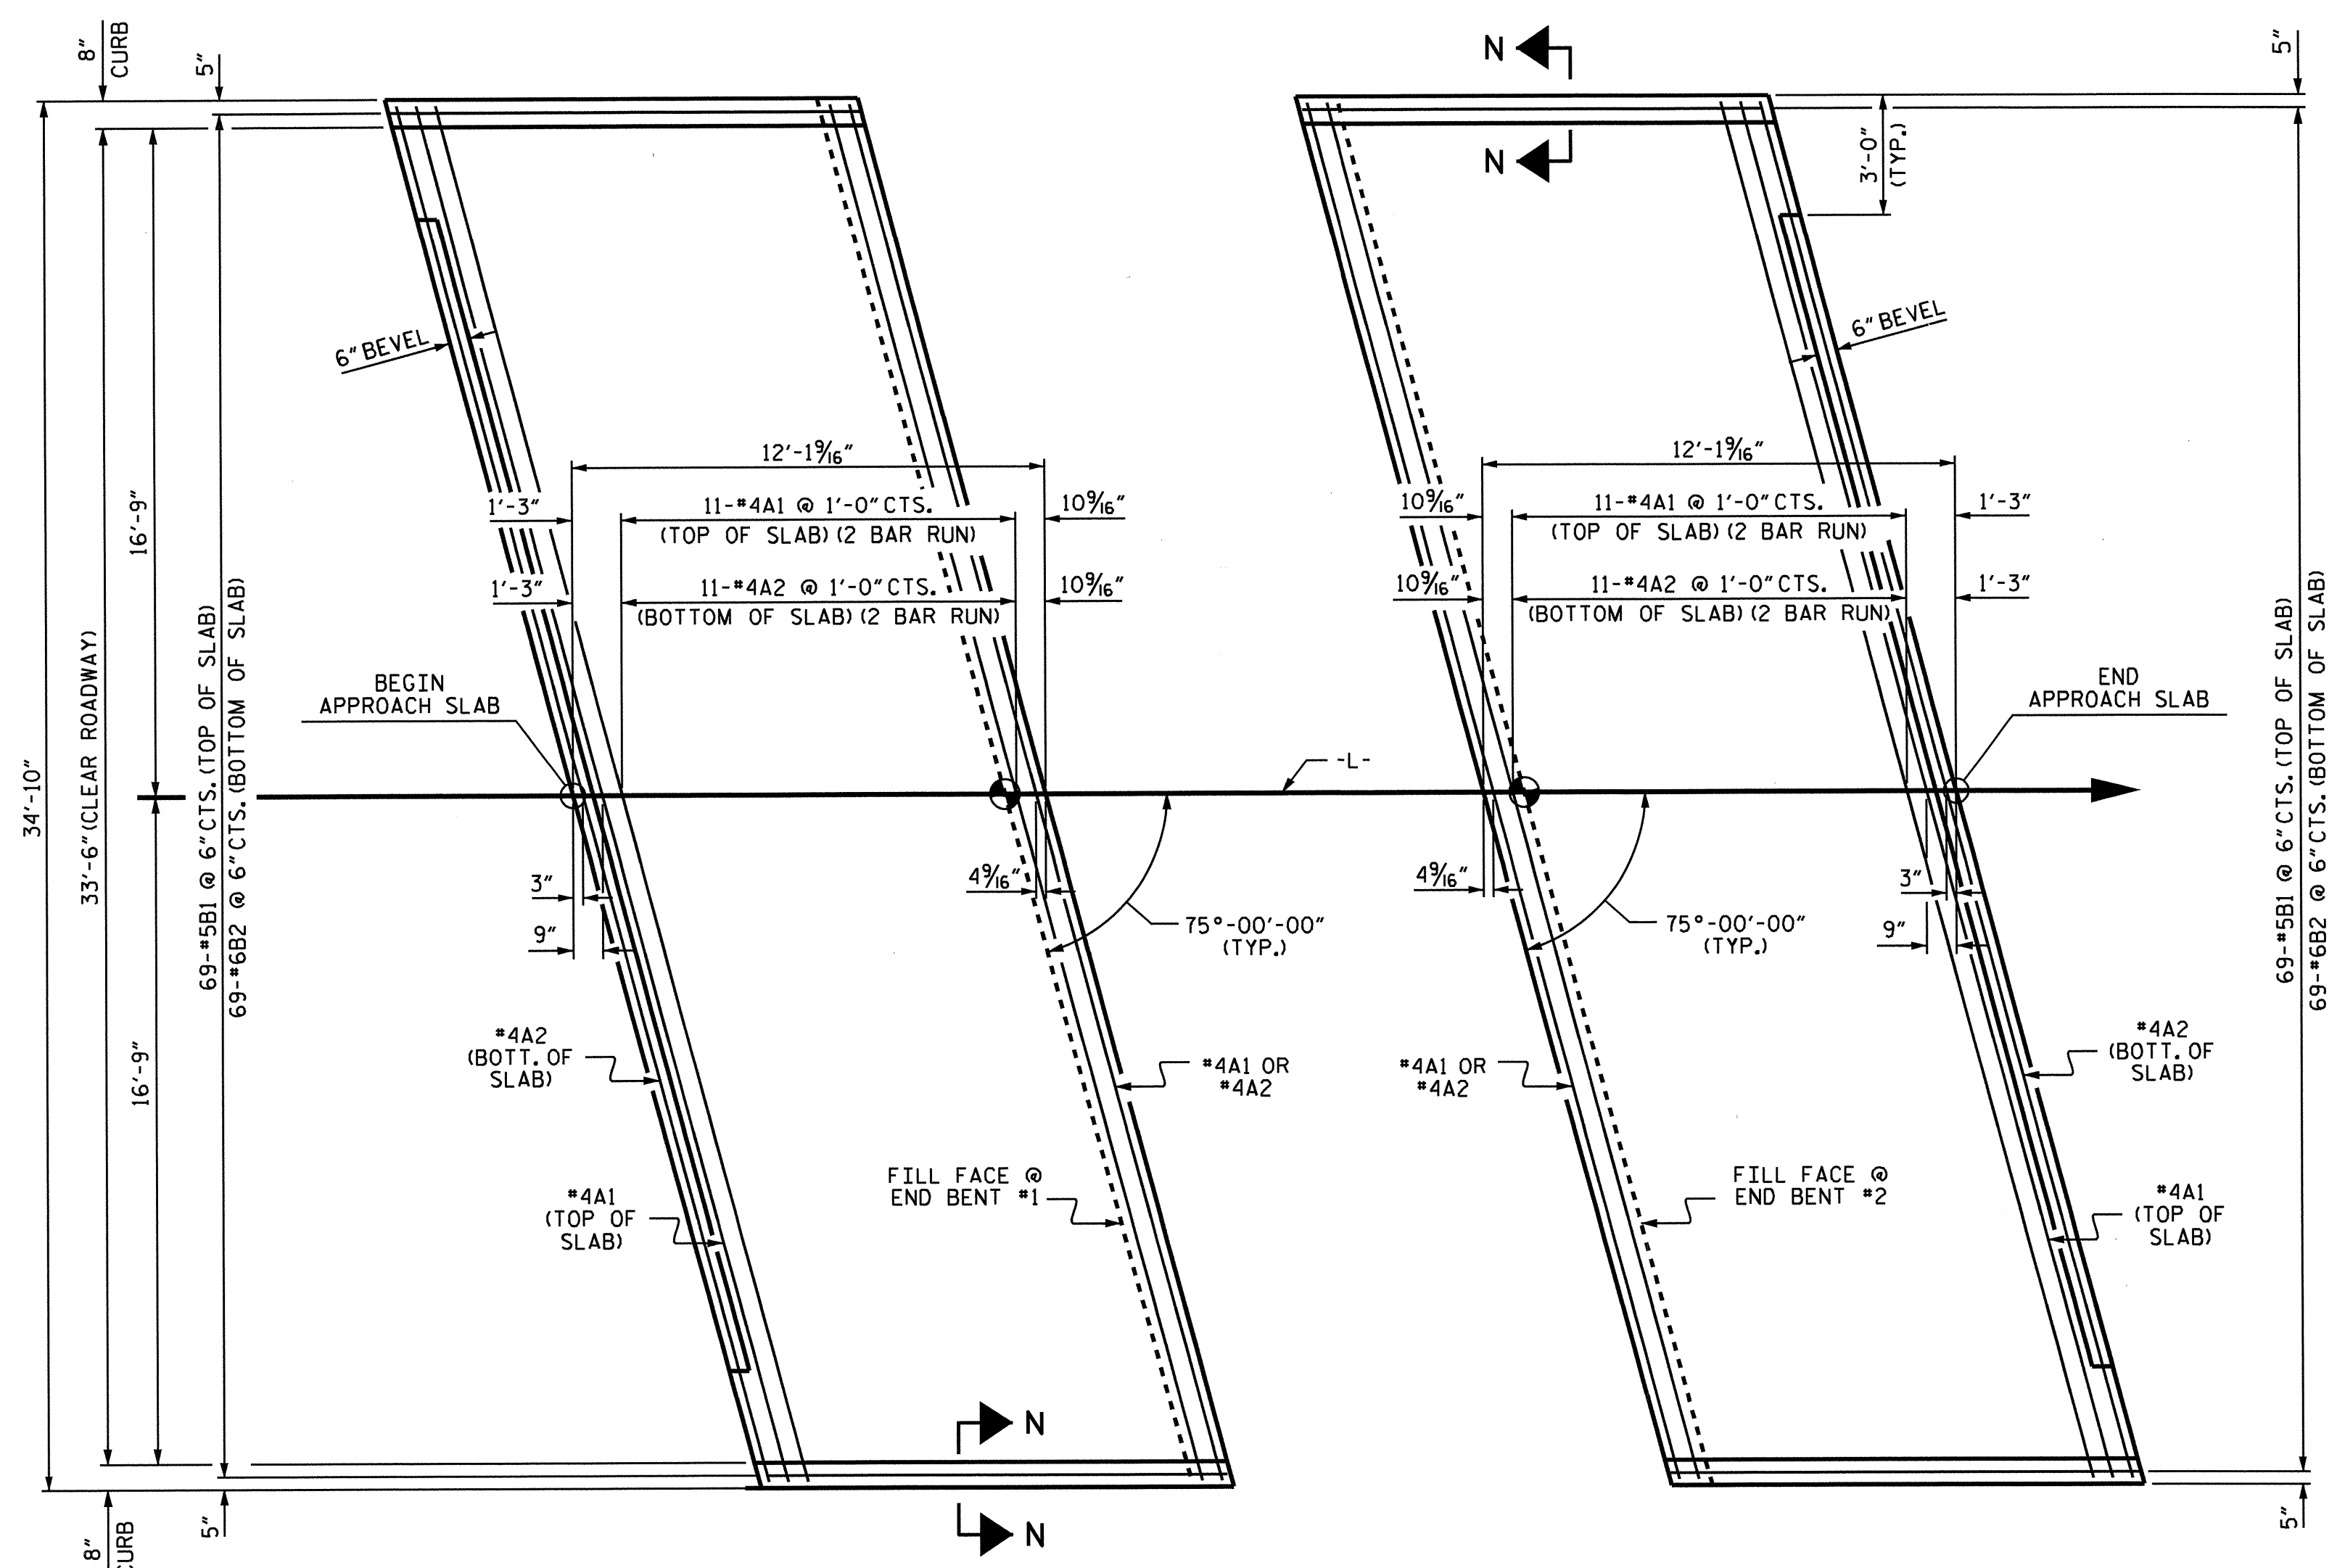 8" CURB
5"
N
N
5"
3'-0"
(TYP.)
6" BEVEL
6" BEVEL
12'-1 9/16"
12'-1 9/16"
1'-3"
11-#4A1 @ 1'-0" CTS.
(TOP OF SLAB) (2 BAR RUN)
10 9/16"
10 9/16"
11-#4A1 @ 1'-0" CTS.
(TOP OF SLAB) (2 BAR RUN)
1'-3"
1'-3"
11-#4A2 @ 1'-0" CTS.
(BOTTOM OF SLAB) (2 BAR RUN)
10 9/16"
10 9/16"
11-#4A2 @ 1'-0" CTS.
(BOTTOM OF SLAB) (2 BAR RUN)
1'-3"
34'-10"
33'-6" (CLEAR ROADWAY)
16'-9"
16'-9"
69-#5B1 @ 6" CTS. (TOP OF SLAB)
69-#6B2 @ 6" CTS. (BOTTOM OF SLAB)
BEGIN
APPROACH SLAB
-L-
END
APPROACH SLAB
69-#5B1 @ 6" CTS. (TOP OF SLAB)
69-#6B2 @ 6" CTS. (BOTTOM OF SLAB)
3"
9"
4 9/16"
75°-00'-00"
(TYP.)
4 9/16"
75°-00'-00"
(TYP.)
3"
9"
#4A2
(BOTT. OF
SLAB)
#4A1 OR
#4A2
#4A1 OR
#4A2
#4A2
(BOTT. OF
SLAB)
#4A1
(TOP OF
SLAB)
FILL FACE @
END BENT #1
FILL FACE @
END BENT #2
#4A1
(TOP OF
SLAB)
N
N
8"
CURB
5"
5"